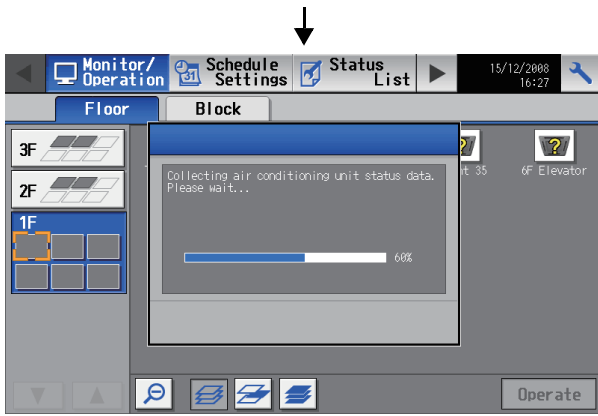 Monitor/
Operation
Schedule
Settings
Status
List
15/12/2008
16:27
31
Floor
Block
3F
2F
1F
Collecting air conditioning unit status data.
Please wait...
60%
?
?
35
6F Elevator
Operate